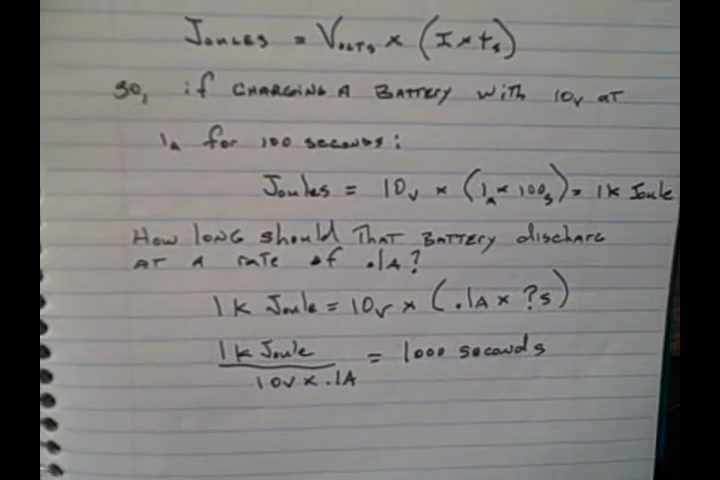 Joules = Volts × (I × ts)
So, if charging a battery with 10v at
1A for 100 seconds:
Joules = 10v × (1A × 100s) = 1k Joule
How long should that battery discharc
at a rate of .1A?
1k Joule = 10v × (.1A × ?s)
1k Joule
10v × .1A
= 1000 seconds